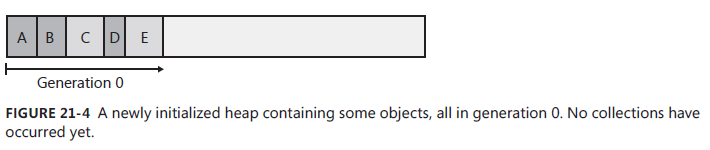 A B C D E
Generation 0
FIGURE 21-4 A newly initialized heap containing some objects, all in generation 0. No collections have
occurred yet.